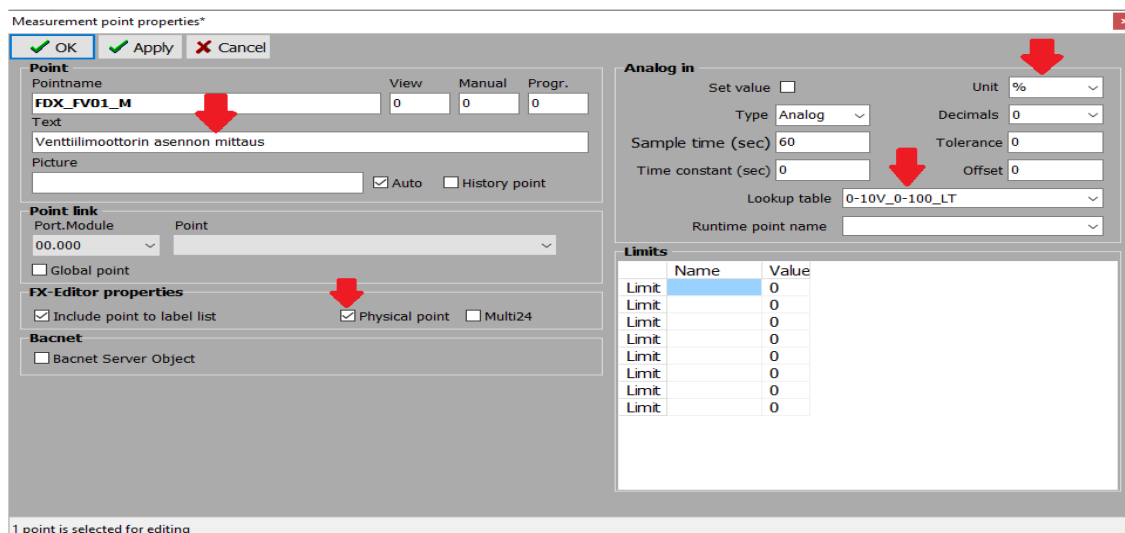 Measurement point properties*
OK Apply Cancel
Point
Pointname View Manual Progr.
FDX_FV01_M 0 0 0
Text
Venttiilimoottorin asennon mittaus
Picture
Auto History point
Point link
Port.Module Point
00.000
Global point
FX-Editor properties
Include point to label list Physical point Multi24
Bacnet
Bacnet Server Object
Analog in
Set value Unit %
Type Analog Decimals 0
Sample time (sec) 60 Tolerance 0
Time constant (sec) 0 Offset 0
Lookup table 0-10V_0-100_LT
Runtime point name
Limits
Name Value
Limit 0
Limit 0
Limit 0
Limit 0
Limit 0
Limit 0
Limit 0
Limit 0
1 point is selected for editing